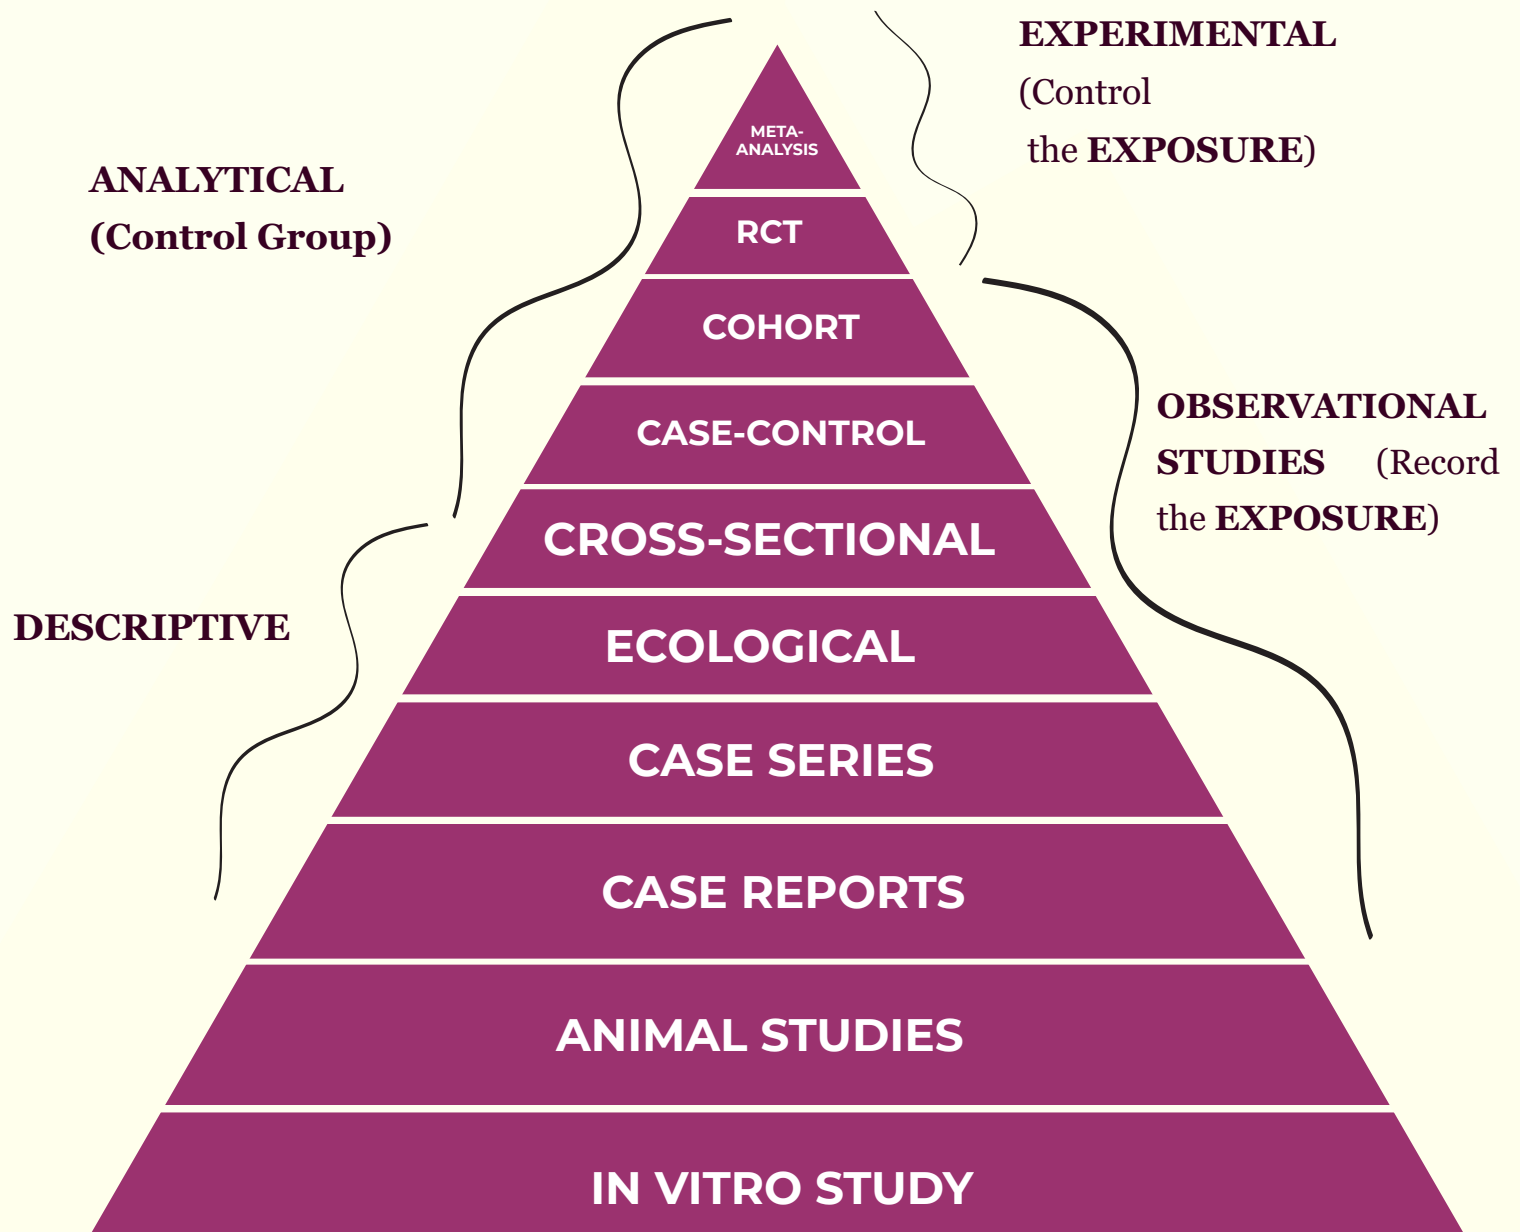 EXPERIMENTAL
(Control
the EXPOSURE)
META-
ANALYSIS
ANALYTICAL
(Control Group)
RCT
COHORT
CASE-CONTROL
OBSERVATIONAL
STUDIES (Record
the EXPOSURE)
CROSS-SECTIONAL
DESCRIPTIVE
ECOLOGICAL
CASE SERIES
CASE REPORTS
ANIMAL STUDIES
IN VITRO STUDY